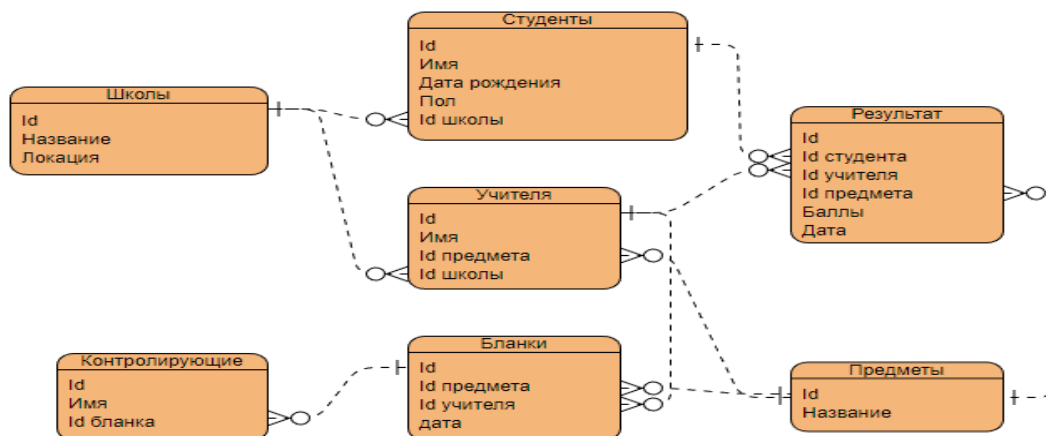 Студенты
Id
Имя
Дата рождения
Пол
Id школы
Школы
Id
Название
Локация
Результат
Id
Id студента
Id учителя
Id предмета
Баллы
Дата
Учителя
Id
Имя
Id предмета
Id школы
Бланки
Id
Id предмета
Id учителя
дата
Контролирующие
Id
Имя
Id бланка
Предметы
Id
Название